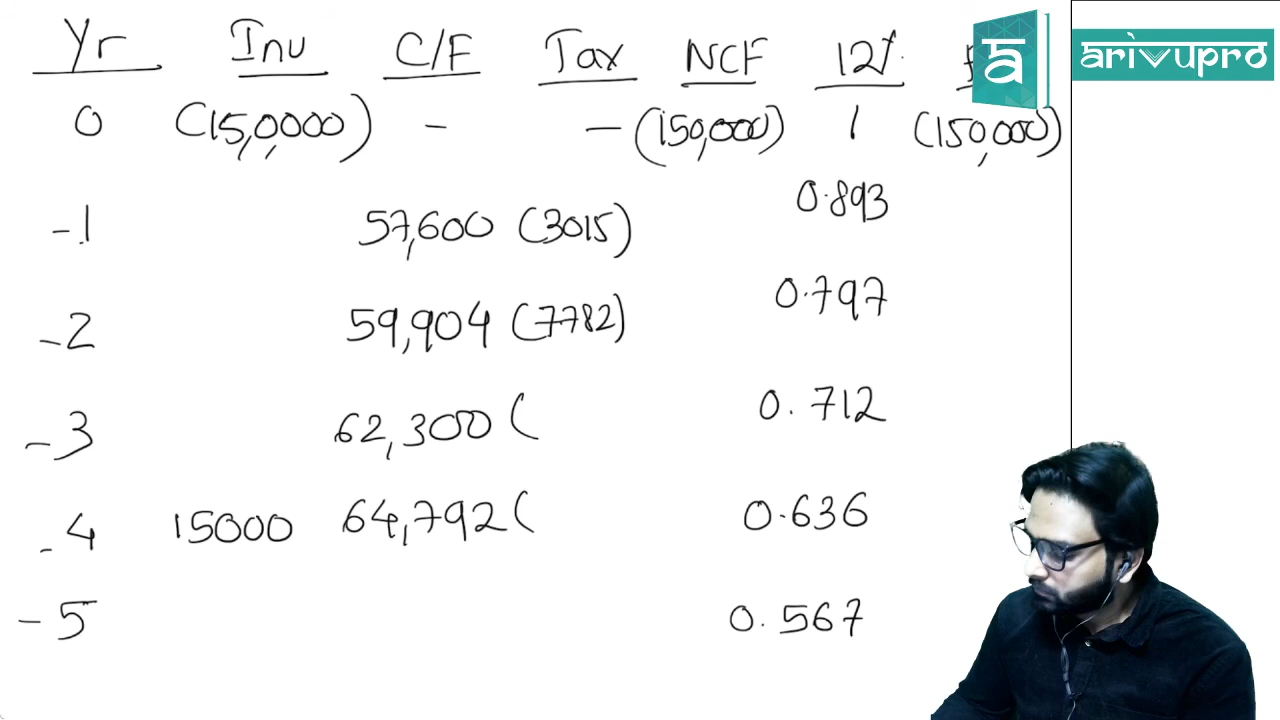 Yr Inv C/F Tax NCF 12%
0 (15,0,000) - - (150,000) 1 (150,000)
-1 57,600 (3015) 0.893
-2 59,904 (7782) 0.797
-3 62,300 ( 0.712
-4 15000 64,792 ( 0.636
-5 0.567
a
arivupro